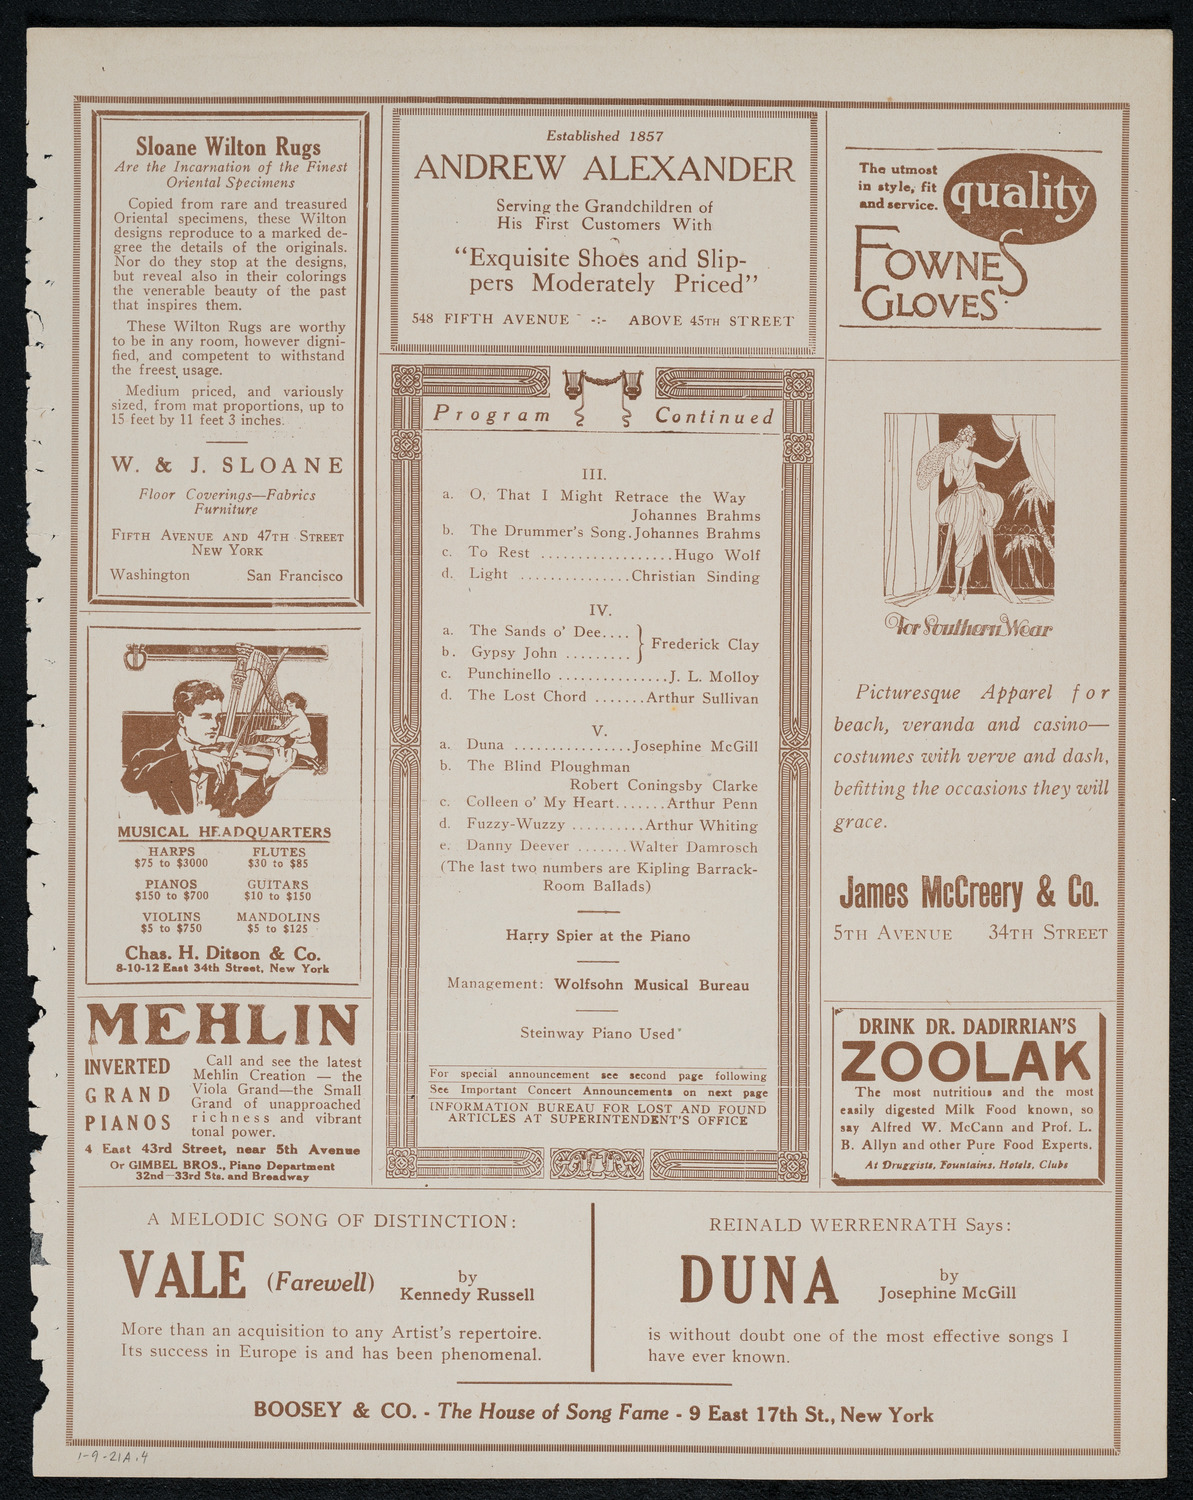 Sloane Wilton Rugs
Are the Incarnation of the Finest
Oriental Specimens
Copied from rare and treasured
Oriental specimens, these Wilton
designs reproduce to a marked de-
gree the details of the originals.
Nor do they stop at the designs,
but reveal also in their colorings
the venerable beauty of the past
that inspires them.
These Wilton Rugs are worthy
to be in any room, however digni-
fied, and competent to withstand
the freest usage.
Medium priced, and variously
sized, from mat proportions, up to
15 feet by 11 feet 3 inches.
W. & J. SLOANE
Floor Coverings—Fabrics
Furniture
FIFTH AVENUE AND 47TH STREET
NEW YORK
Washington San Francisco
MUSICAL HEADQUARTERS
HARPS FLUTES
$75 to $3000 $30 to $85
PIANOS GUITARS
$150 to $700 $10 to $150
VIOLINS MANDOLINS
$5 to $750 $5 to $125
Chas. H. Ditson & Co.
8-10-12 East 34th Street, New York
MEHLIN
INVERTED
GRAND
PIANOS
Call and see the latest
Mehlin Creation — the
Viola Grand—the Small
Grand of unapproached
richness and vibrant
tonal power.
4 East 43rd Street, near 5th Avenue
Or GIMBEL BROS., Piano Department
32nd—33rd Sts. and Broadway
Established 1857
ANDREW ALEXANDER
Serving the Grandchildren of
His First Customers With
"Exquisite Shoes and Slip-
pers Moderately Priced"
548 FIFTH AVENUE -:- ABOVE 45TH STREET
Program Continued
III.
a. O, That I Might Retrace the Way
Johannes Brahms
b. The Drummer's Song.Johannes Brahms
c. To Rest ..................Hugo Wolf
d. Light ...............Christian Sinding
IV.
a. The Sands o' Dee....
b. Gypsy John .........
} Frederick Clay
c. Punchinello ...............J. L. Molloy
d. The Lost Chord .......Arthur Sullivan
V.
a. Duna ................Josephine McGill
b. The Blind Ploughman
Robert Coningsby Clarke
c. Colleen o' My Heart.......Arthur Penn
d. Fuzzy-Wuzzy ..........Arthur Whiting
e. Danny Deever .......Walter Damrosch
(The last two numbers are Kipling Barrack-
Room Ballads)
Harry Spier at the Piano
Management: Wolfsohn Musical Bureau
Steinway Piano Used
For special announcement see second page following
See Important Concert Announcements on next page
INFORMATION BUREAU FOR LOST AND FOUND
ARTICLES AT SUPERINTENDENT'S OFFICE
The utmost
in style, fit
and service.
quality
FOWNES
GLOVES
for Southern Wear
Picturesque Apparel for
beach, veranda and casino—
costumes with verve and dash,
befitting the occasions they will
grace.
James McCreery & Co.
5TH AVENUE 34TH STREET
DRINK DR. DADIRRIAN'S
ZOOLAK
The most nutritious and the most
easily digested Milk Food known, so
say Alfred W. McCann and Prof. L.
B. Allyn and other Pure Food Experts.
At Druggists, Fountains, Hotels, Clubs
A MELODIC SONG OF DISTINCTION:
VALE (Farewell) by
Kennedy Russell
More than an acquisition to any Artist's repertoire.
Its success in Europe is and has been phenomenal.
REINALD WERRENRATH Says:
DUNA by
Josephine McGill
is without doubt one of the most effective songs I
have ever known.
BOOSEY & CO. - The House of Song Fame - 9 East 17th St., New York
1-9-21A.4